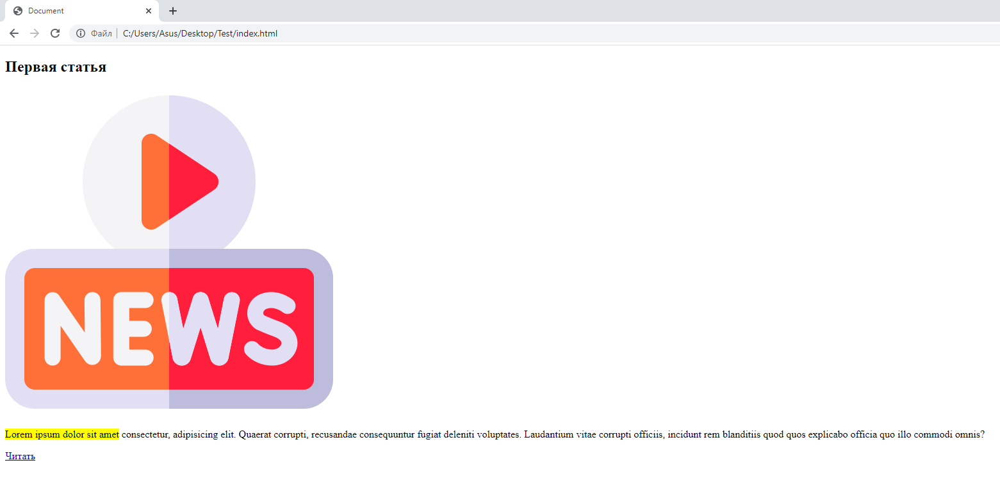 Document
Файл C:/Users/Asus/Desktop/Test/index.html
Первая статья
NEWS
Lorem ipsum dolor sit amet consectetur, adipisicing elit. Quaerat corrupti, recusandae consequuntur fugiat deleniti voluptates. Laudantium vitae corrupti officiis, incidunt rem blanditiis quod quos explicabo officia quo illo commodi omnis?
Читать